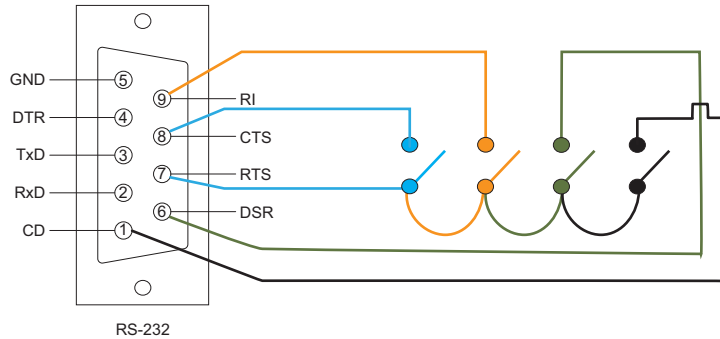 GND 5
9 RI
DTR 4
8 CTS
TxD 3
7 RTS
RxD 2
6 DSR
CD 1
RS-232